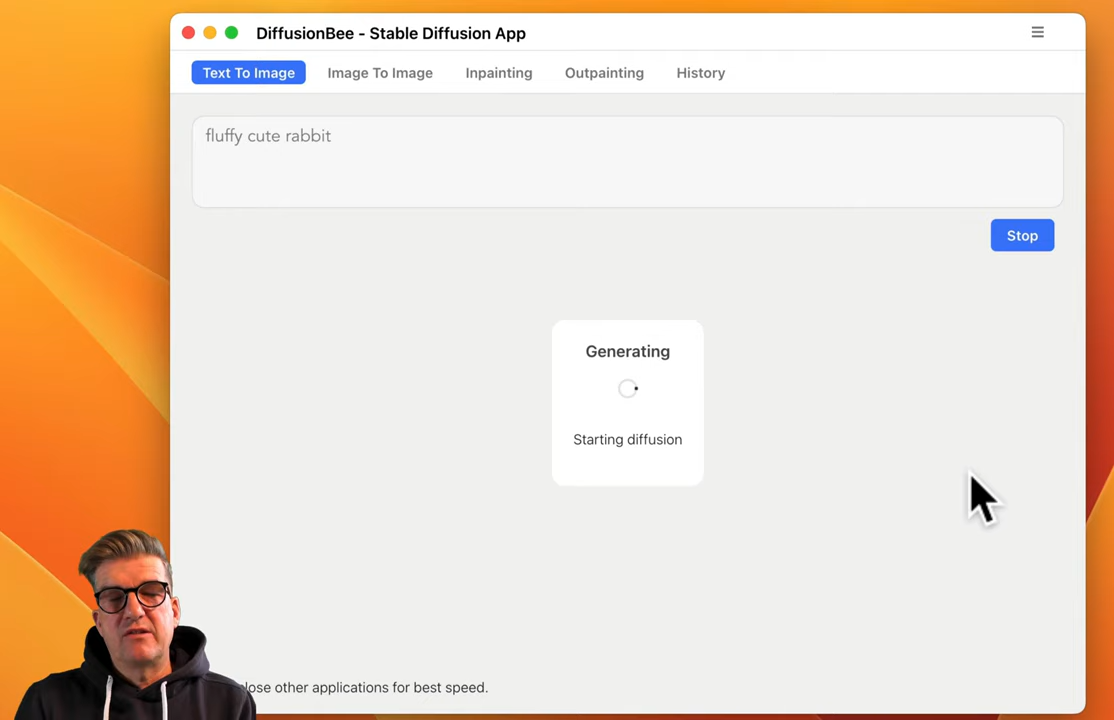 DiffusionBee - Stable Diffusion App
Text To Image Image To Image Inpainting Outpainting History
fluffy cute rabbit
Stop
Generating
Starting diffusion
other applications for best speed.